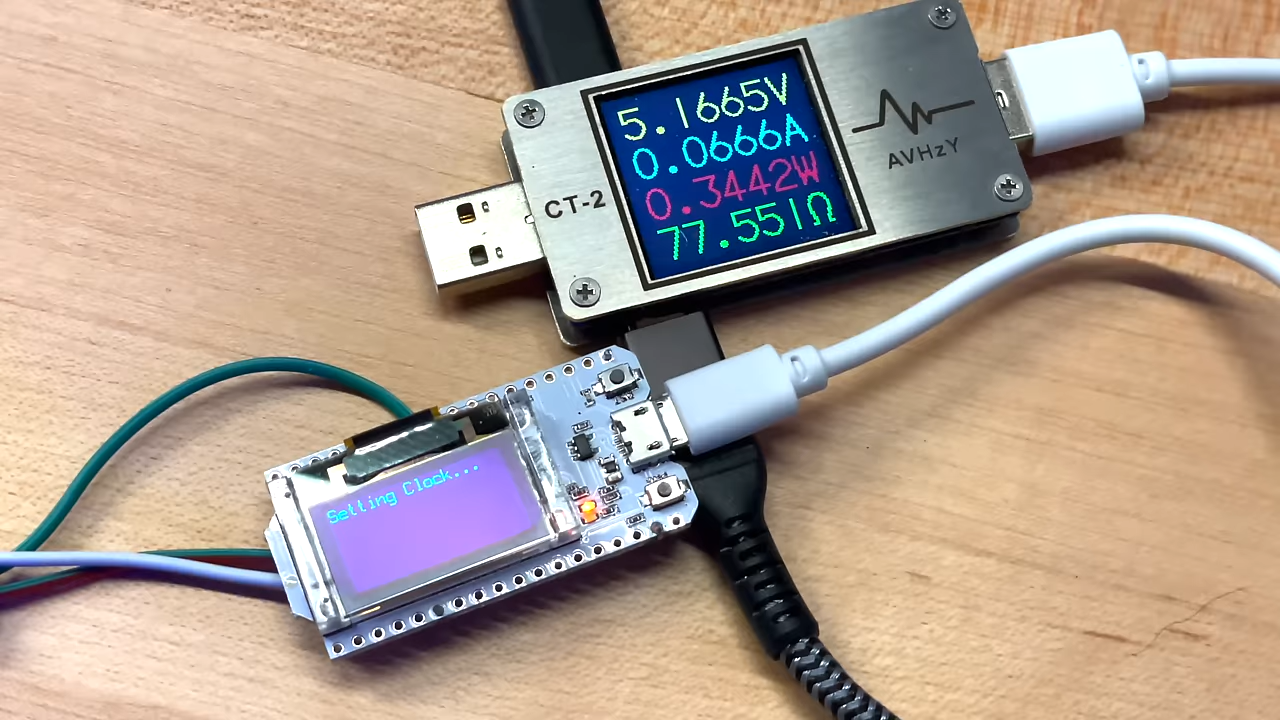 5.1665V
0.0666A
0.3442W
77.551Ω
CT-2
AVHzY
Setting Clock...